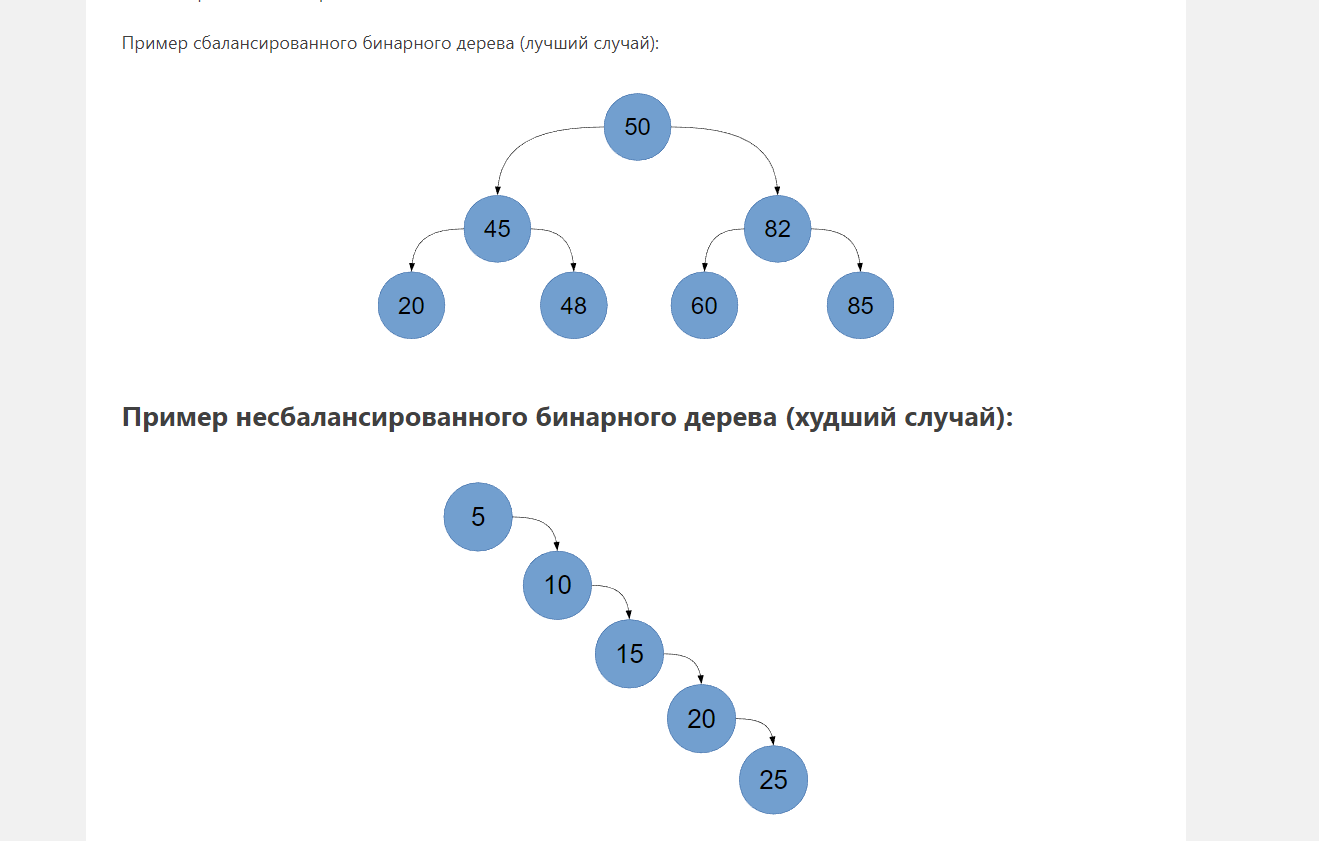 Пример сбалансированного бинарного дерева (лучший случай):
50
45 82
20 48 60 85
Пример несбалансированного бинарного дерева (худший случай):
5
10
15
20
25